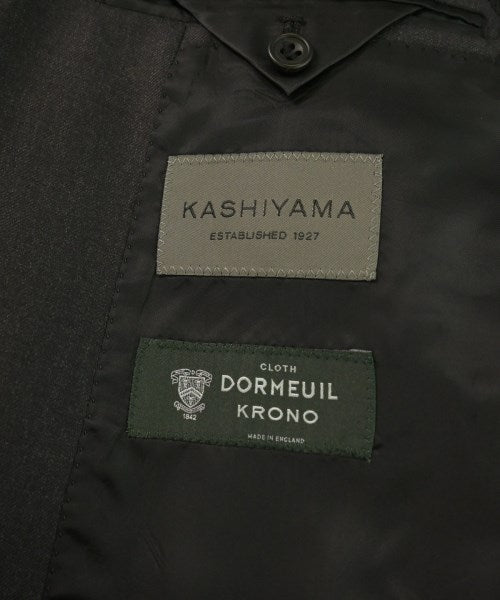 KASHIYAMA
ESTABLISHED 1927
CLOTH
DORMEUIL
KRONO
1842
MADE IN ENGLAND